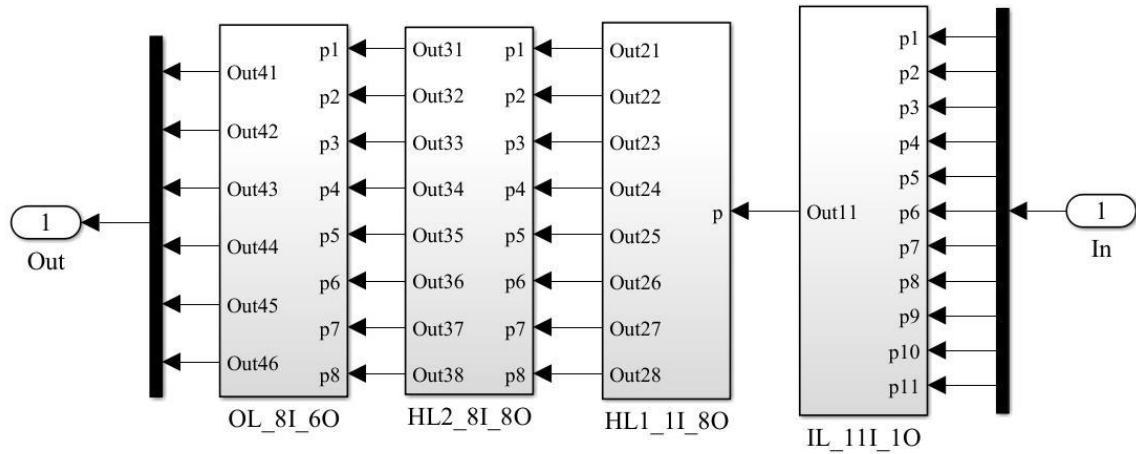 1
Out
Out41
Out42
Out43
Out44
Out45
Out46
p1
p2
p3
p4
p5
p6
p7
p8
OL_8I_6O
Out31
Out32
Out33
Out34
Out35
Out36
Out37
Out38
p1
p2
p3
p4
p5
p6
p7
p8
HL2_8I_8O
Out21
Out22
Out23
Out24
Out25
Out26
Out27
Out28
p
HL1_1I_8O
Out11
p1
p2
p3
p4
p5
p6
p7
p8
p9
p10
p11
IL_11I_1O
1
In